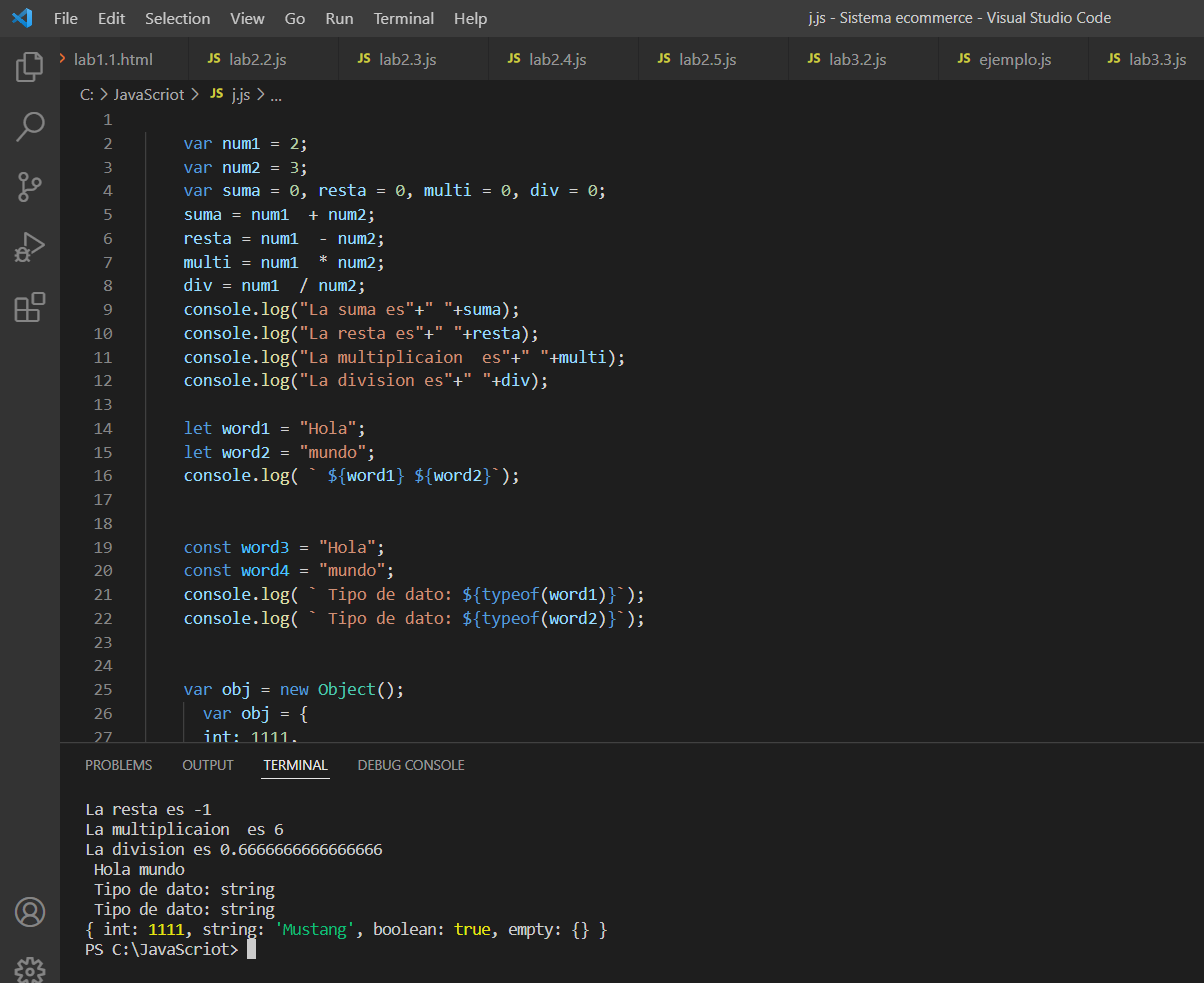 File Edit Selection View Go Run Terminal Help j.js - Sistema ecommerce - Visual Studio Code
lab1.1.html JS lab2.2.js JS lab2.3.js JS lab2.4.js JS lab2.5.js JS lab3.2.js JS ejemplo.js JS lab3.3.js
C: > JavaScriot > JS j.js > ...
1
2 var num1 = 2;
3 var num2 = 3;
4 var suma = 0, resta = 0, multi = 0, div = 0;
5 suma = num1  + num2;
6 resta = num1  - num2;
7 multi = num1  * num2;
8 div = num1  / num2;
9 console.log("La suma es"+" "+suma);
10 console.log("La resta es"+" "+resta);
11 console.log("La multiplicaion  es"+" "+multi);
12 console.log("La division es"+" "+div);
13
14 let word1 = "Hola";
15 let word2 = "mundo";
16 console.log( ` ${word1} ${word2}`);
17
18
19 const word3 = "Hola";
20 const word4 = "mundo";
21 console.log( ` Tipo de dato: ${typeof(word1)}`);
22 console.log( ` Tipo de dato: ${typeof(word2)}`);
23
24
25 var obj = new Object();
26 var obj = {
27 int: 1111,
PROBLEMS OUTPUT TERMINAL DEBUG CONSOLE
La resta es -1
La multiplicaion  es 6
La division es 0.6666666666666666
Hola mundo
Tipo de dato: string
Tipo de dato: string
{ int: 1111, string: 'Mustang', boolean: true, empty: {} }
PS C:\JavaScriot>